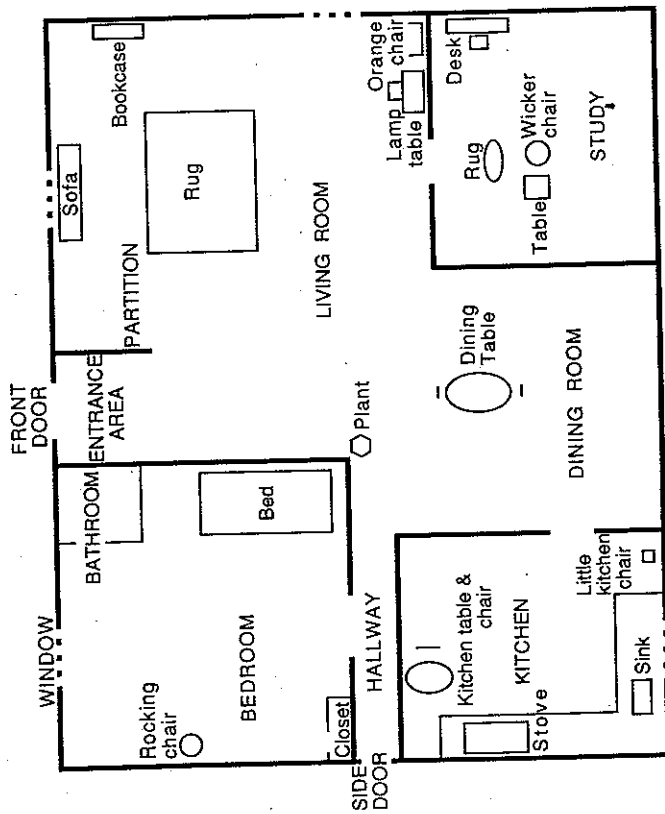 FRONT
DOOR
WINDOW
BATHROOM
ENTRANCE
AREA
PARTITION
Sofa
Bookcase
Rug
Rocking
chair
BEDROOM
Bed
LIVING ROOM
Closet
SIDE
DOOR
HALLWAY
Plant
Lamp
table
Orange
chair
Kitchen table &
chair
KITCHEN
Stove
Sink
Little
kitchen
chair
Dining
Table
DINING ROOM
Desk
Rug
Wicker
chair
Table
STUDY